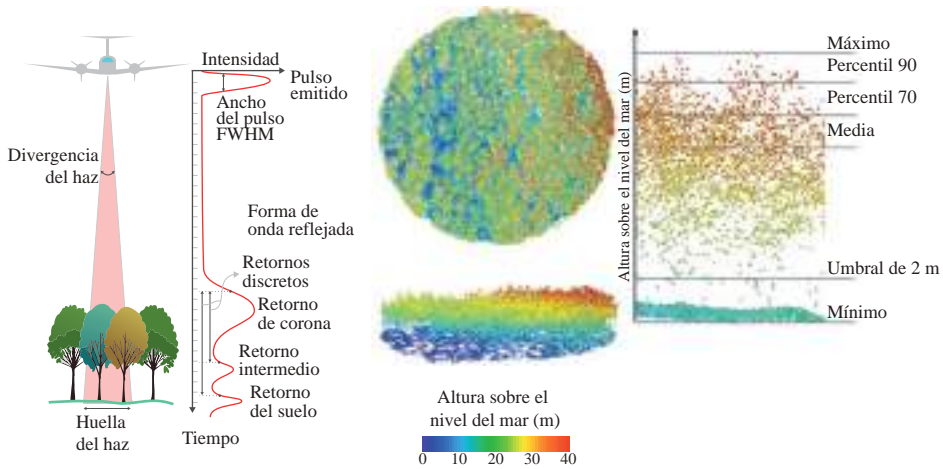 Intensidad
Pulso
emitido
Ancho
del pulso
FWHM
Divergencia
del haz
Forma de
onda reflejada
Retornos
discretos
Retorno
de corona
Retorno
intermedio
Retorno
del suelo
Huella
del haz
Tiempo
Altura sobre el
nivel del mar (m)
0 10 20 30 40
Altura sobre el nivel del mar (m)
Máximo
Percentil 90
Percentil 70
Media
Umbral de 2 m
Mínimo